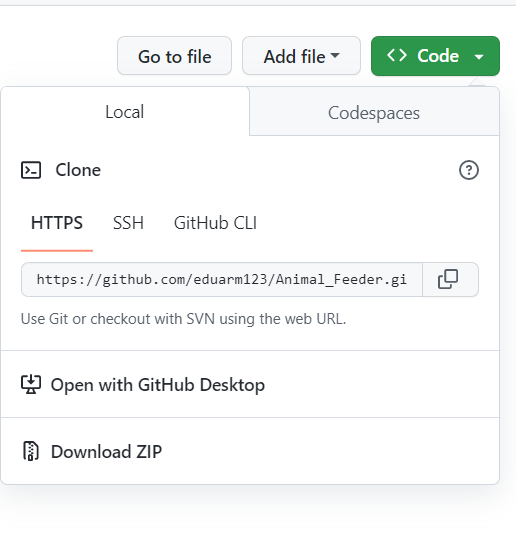 Go to file Add file Code
Local Codespaces
Clone
HTTPS SSH GitHub CLI
https://github.com/eduarm123/Animal_Feeder.gi
Use Git or checkout with SVN using the web URL.
Open with GitHub Desktop
Download ZIP